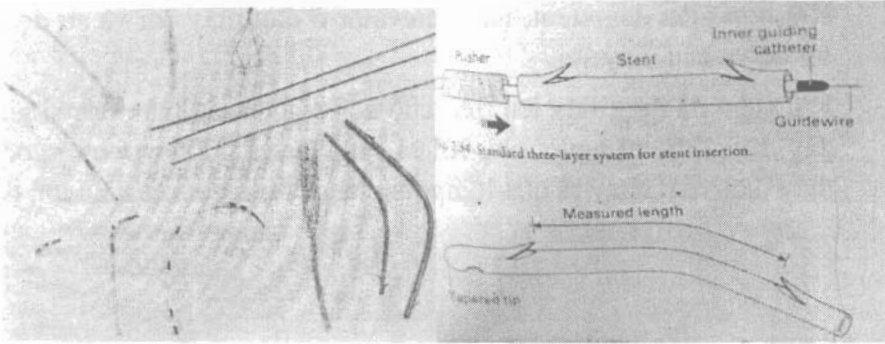 Pusher
Stent
Inner guiding
catheter
Guidewire
Standard three-layer system for stent insertion.
Measured length
Tapered tip